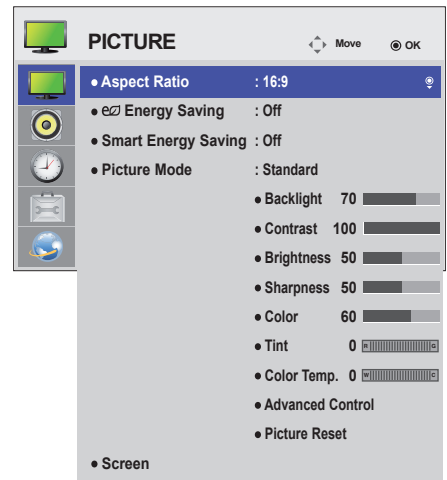 PICTURE Move OK
● Aspect Ratio : 16:9
● Energy Saving : Off
● Smart Energy Saving : Off
● Picture Mode : Standard
● Backlight 70
● Contrast 100
● Brightness 50
● Sharpness 50
● Color 60
● Tint 0 R G
● Color Temp. 0 W C
● Advanced Control
● Picture Reset
● Screen